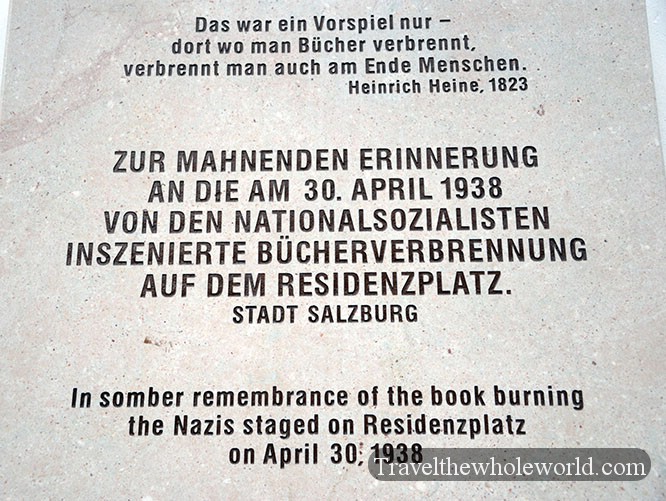 Das war ein Vorspiel nur –
dort wo man Bücher verbrennt,
verbrennt man auch am Ende Menschen.
Heinrich Heine, 1823
ZUR MAHNENDEN ERINNERUNG
AN DIE AM 30. APRIL 1938
VON DEN NATIONALSOZIALISTEN
INSZENIERTE BÜCHERVERBRENNUNG
AUF DEM RESIDENZPLATZ.
STADT SALZBURG
In somber remembrance of the book burning
the Nazis staged on Residenzplatz
on April 30, 1938
Travelthewholeworld.com